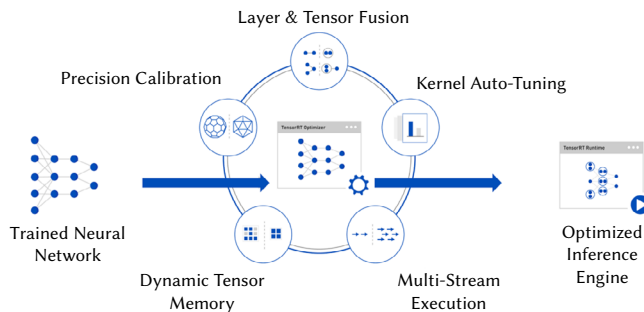 Layer & Tensor Fusion
Precision Calibration
Kernel Auto-Tuning
TensorRT Optimizer
TensorRT Runtime
Trained Neural
Network
Dynamic Tensor
Memory
Multi-Stream
Execution
Optimized
Inference
Engine